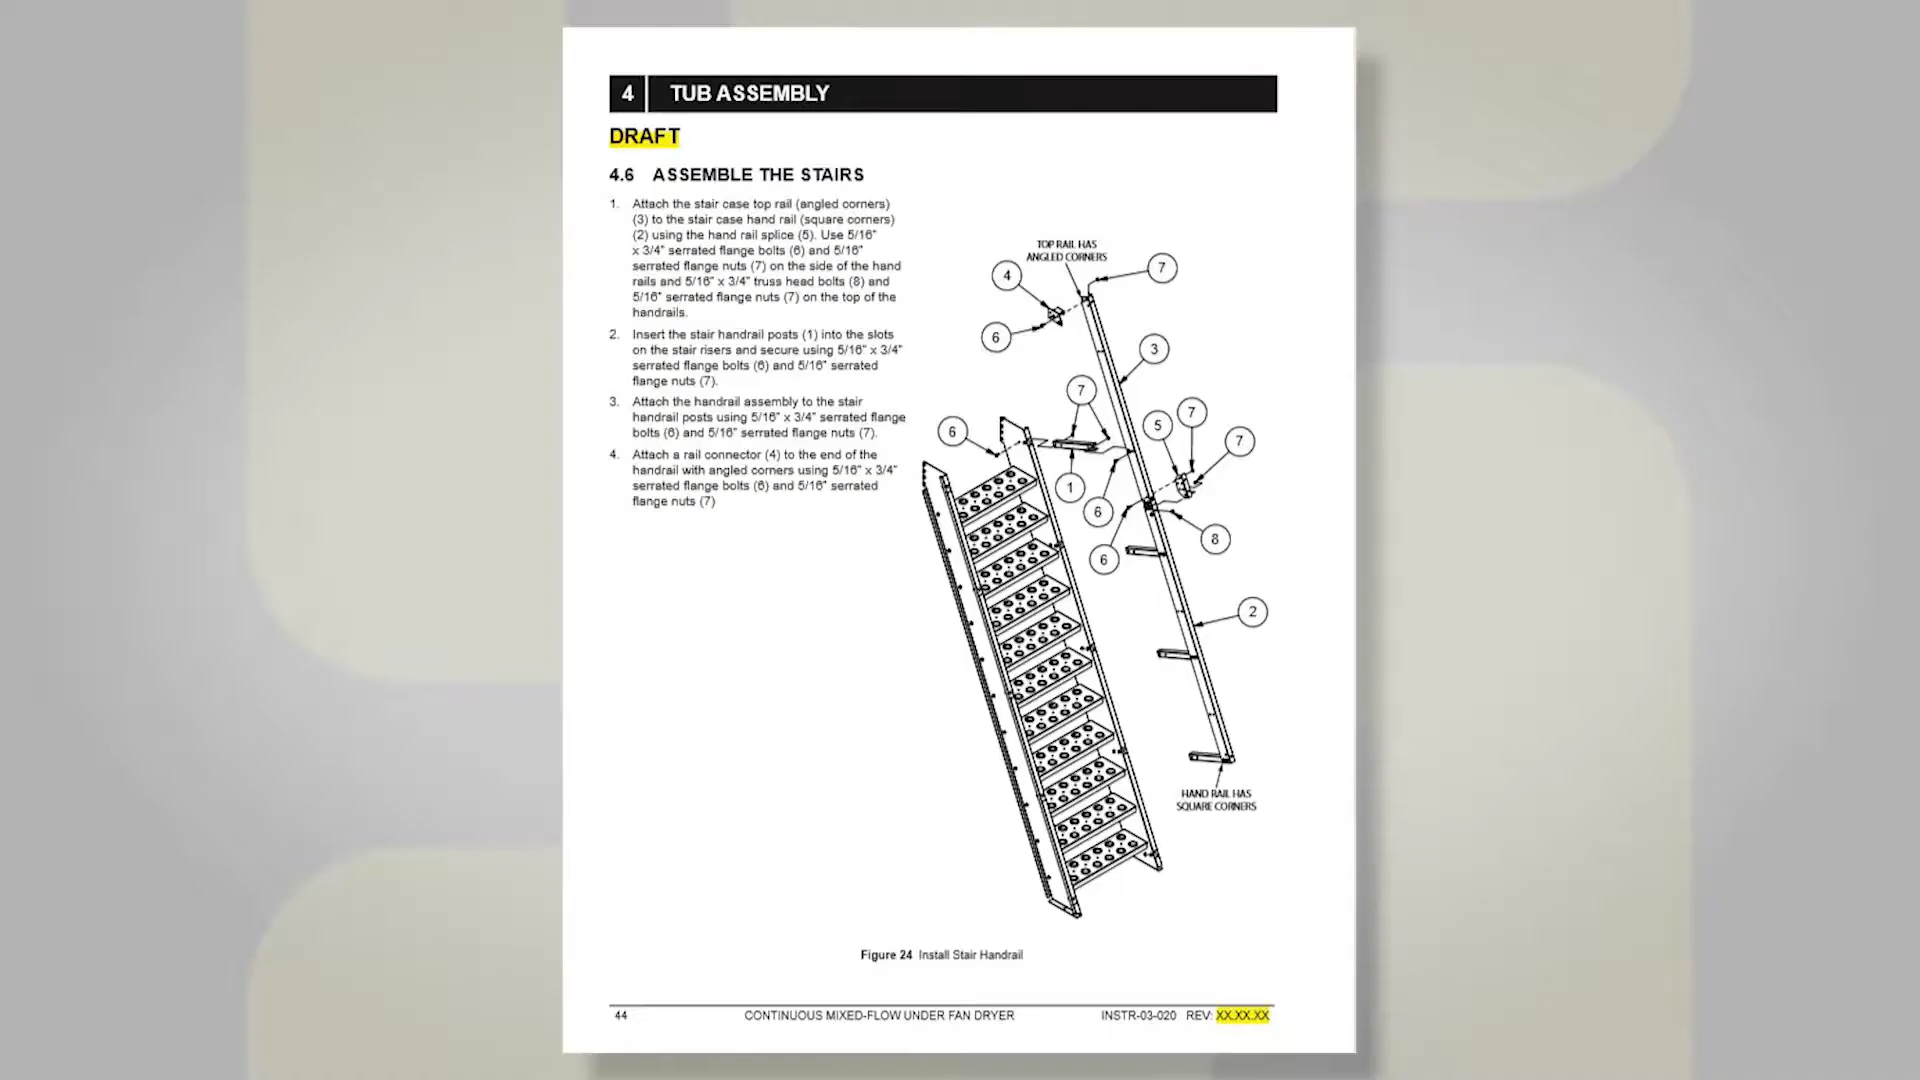 4 TUB ASSEMBLY
DRAFT
4.6 ASSEMBLE THE STAIRS
1. Attach the stair case top rail (angled corners)
(3) to the stair case hand rail (square corners)
(2) using the hand rail splice (5). Use 5/16"
x 3/4" serrated flange bolts (6) and 5/16"
serrated flange nuts (7) on the side of the hand
rails and 5/16" x 3/4" truss head bolts (8) and
5/16" serrated flange nuts (7) on the top of the
handrails.
2. Insert the stair handrail posts (1) into the slots
on the stair risers and secure using 5/16" x 3/4"
serrated flange bolts (6) and 5/16" serrated
flange nuts (7).
3. Attach the handrail assembly to the stair
handrail posts using 5/16" x 3/4" serrated flange
bolts (6) and 5/16" serrated flange nuts (7).
4. Attach a rail connector (4) to the end of the
handrail with angled corners using 5/16" x 3/4"
serrated flange bolts (6) and 5/16" serrated
flange nuts (7)
TOP RAIL HAS
ANGLED CORNERS
7
4
6
3
7
7
5
6
7
1
6
8
6
2
HAND RAIL HAS
SQUARE CORNERS
Figure 24 Install Stair Handrail
44 CONTINUOUS MIXED-FLOW UNDER FAN DRYER INSTR-03-020 REV: XX.XX.XX